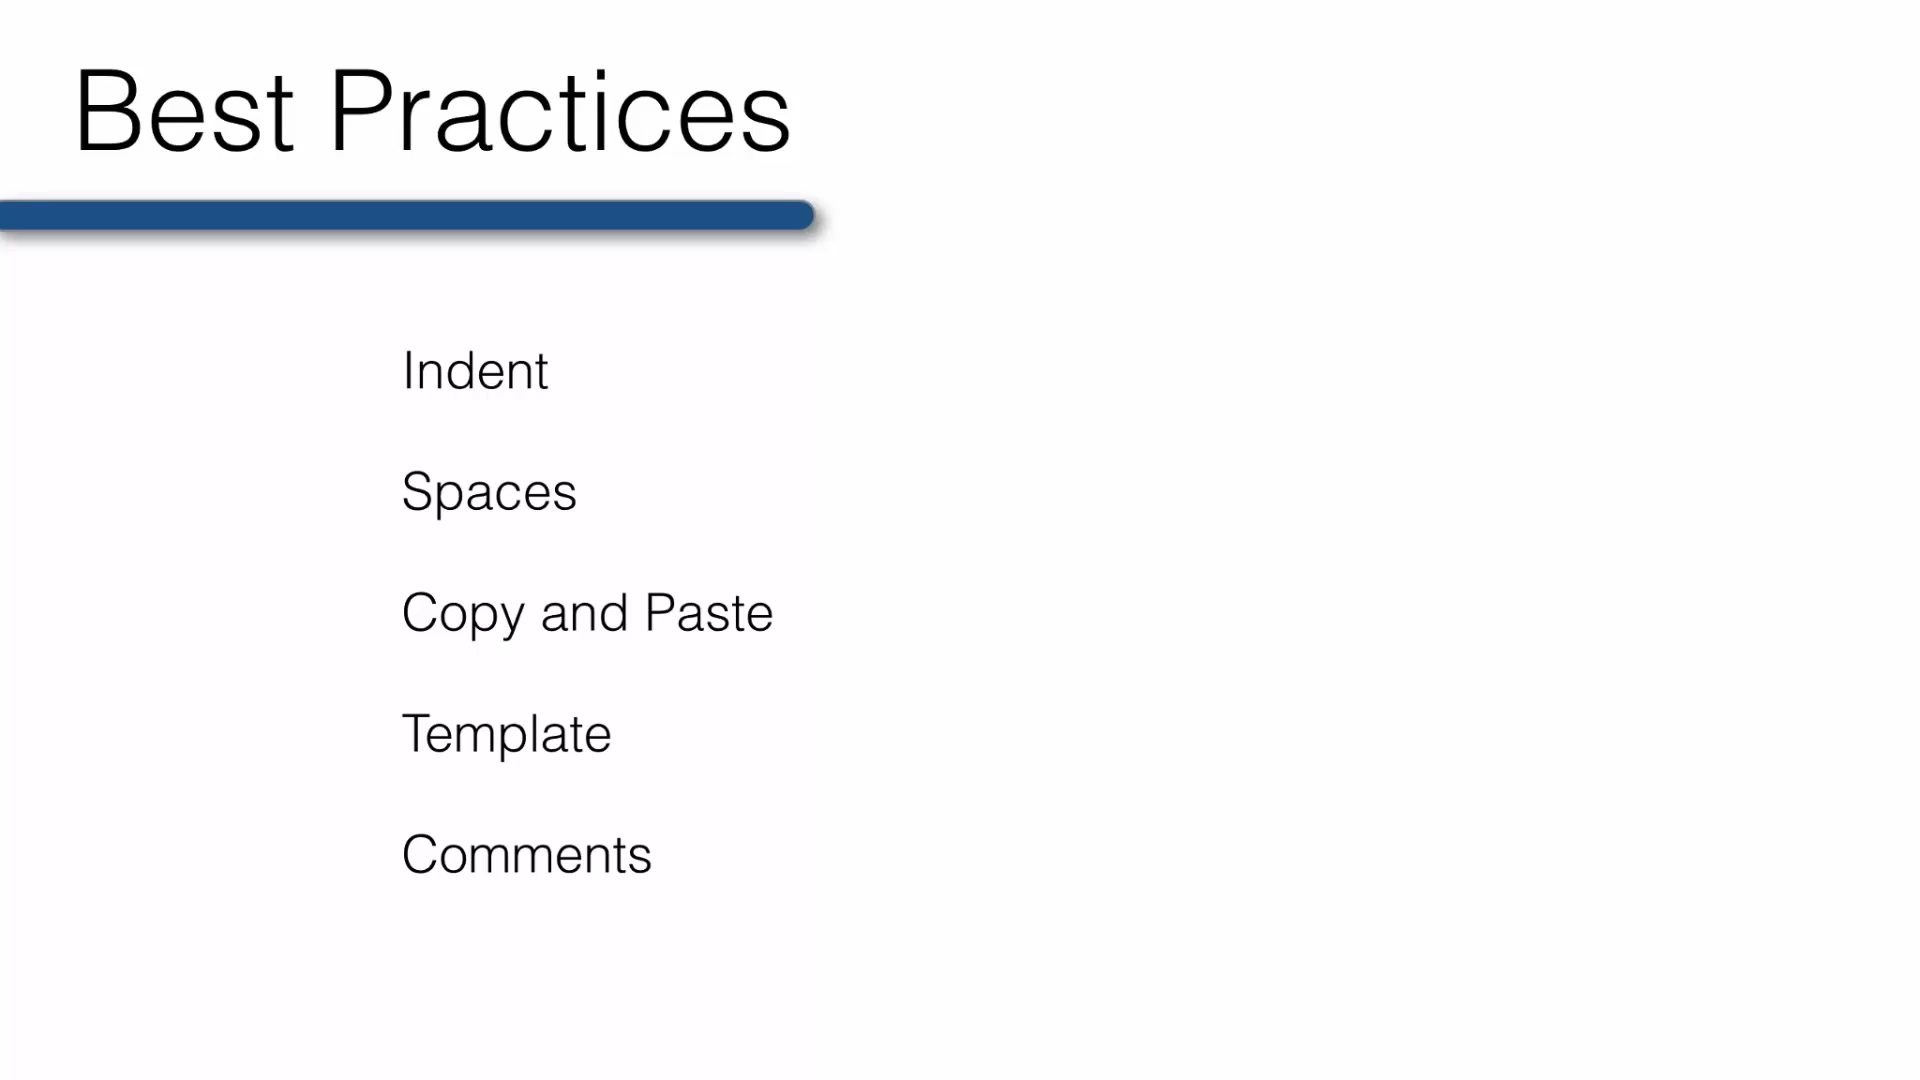 Best Practices
Indent
Spaces
Copy and Paste
Template
Comments